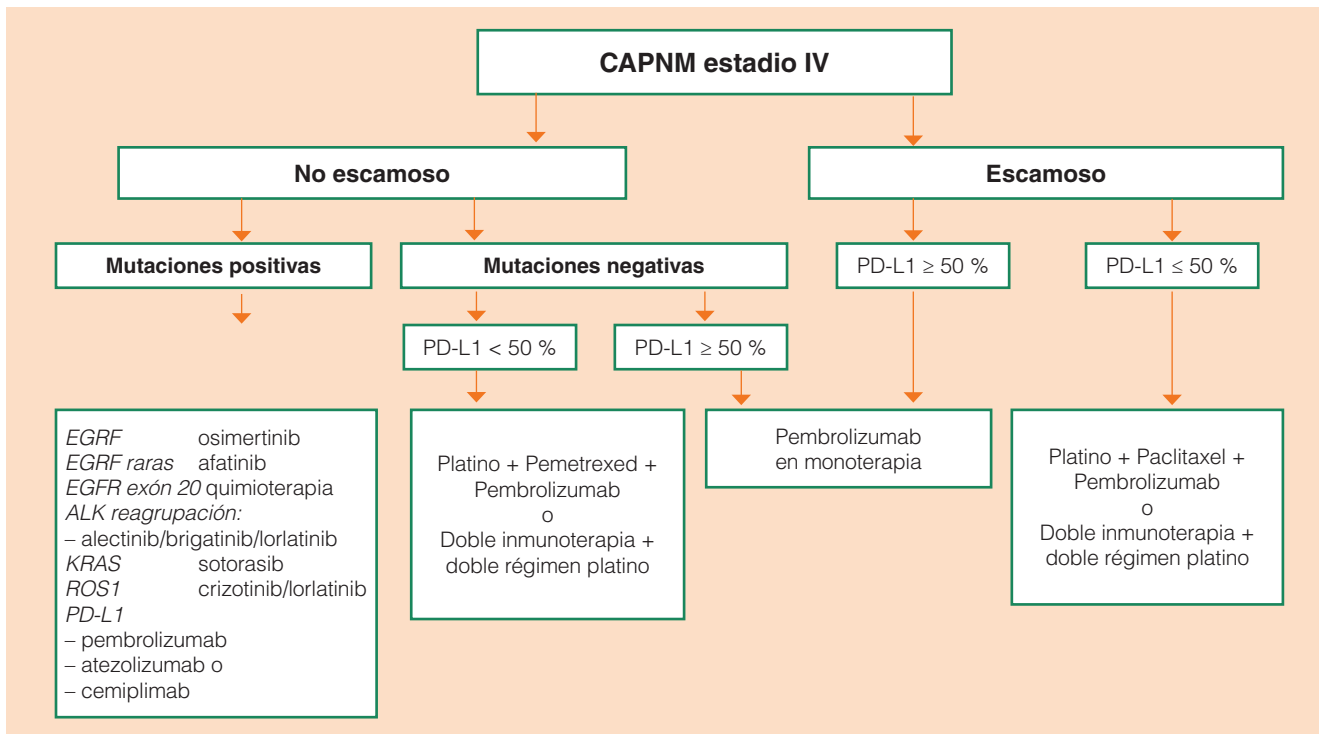 CAPNM estadio IV
No escamoso
Escamoso
Mutaciones positivas
Mutaciones negativas
PD-L1 ≥ 50 %
PD-L1 ≤ 50 %
PD-L1 < 50 %
PD-L1 ≥ 50 %
EGRF osimertinib
EGRF raras afatinib
EGFR exón 20 quimioterapia
ALK reagrupación:
– alectinib/brigatinib/lorlatinib
KRAS sotorasib
ROS1 crizotinib/lorlatinib
PD-L1
– pembrolizumab
– atezolizumab o
– cemiplimab
Platino + Pemetrexed +
Pembrolizumab
o
Doble inmunoterapia +
doble régimen platino
Pembrolizumab
en monoterapia
Platino + Paclitaxel +
Pembrolizumab
o
Doble inmunoterapia +
doble régimen platino